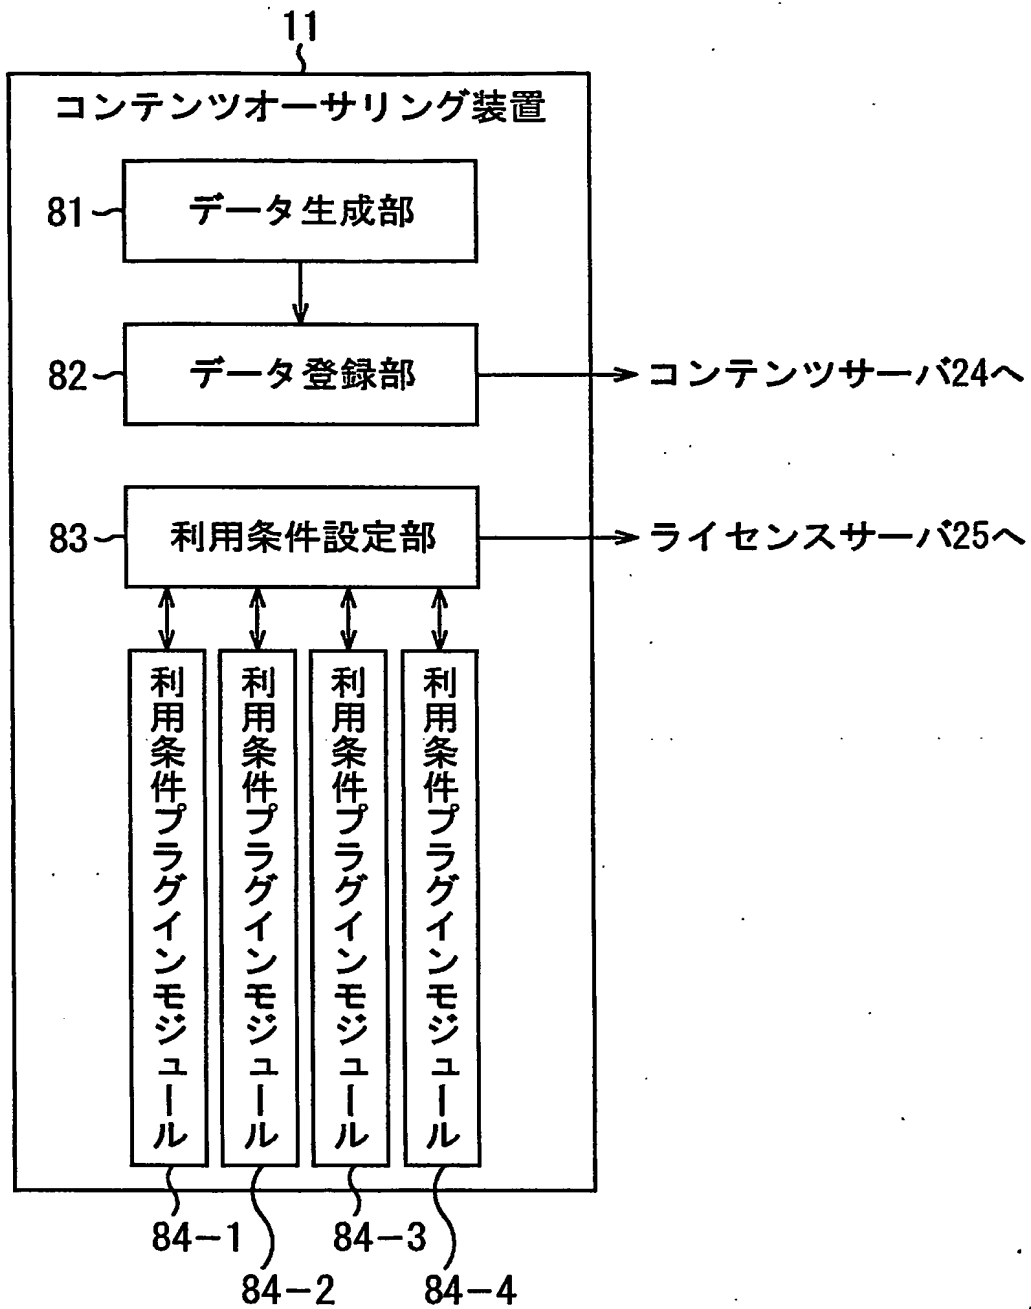 11
コンテンツオーサリング装置
81
データ生成部
82
データ登録部
コンテンツサーバ24へ
83
利用条件設定部
ライセンスサーバ25へ
利用条件プラグインモジュール
利用条件プラグインモジュール
利用条件プラグインモジュール
利用条件プラグインモジュール
84-1
84-2
84-3
84-4